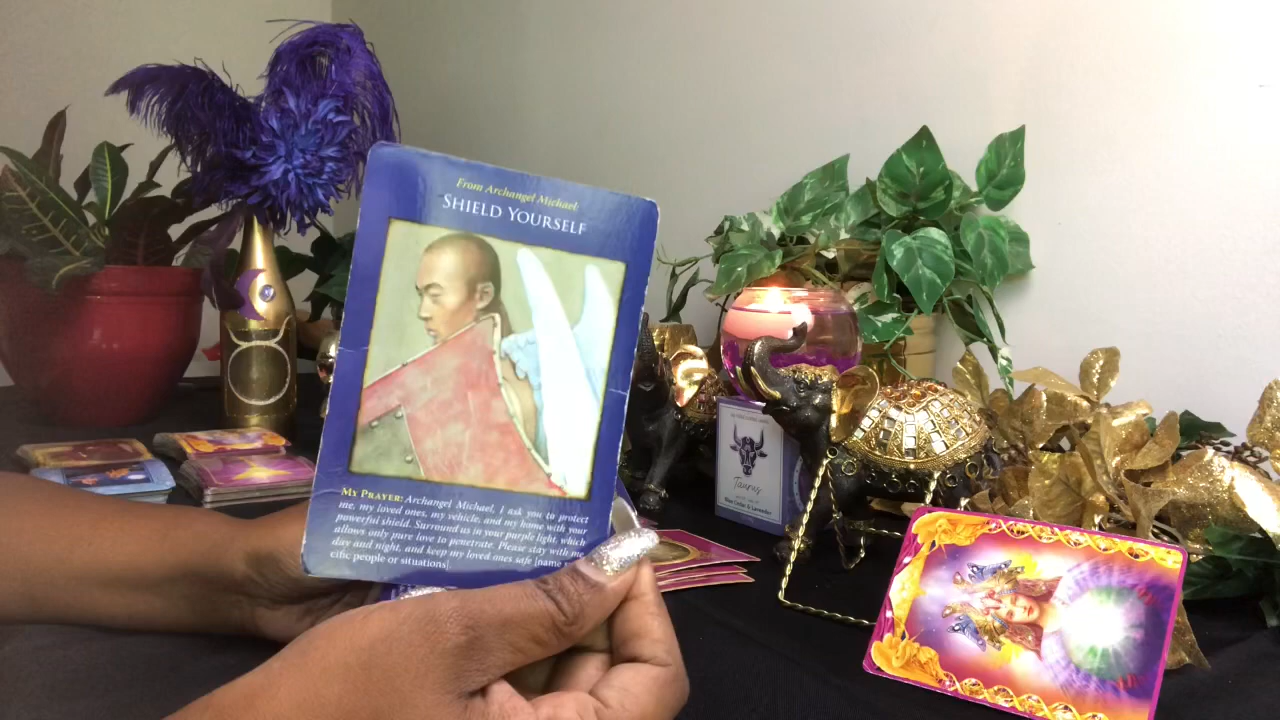 From Archangel Michael:
SHIELD YOURSELF
MY PRAYER: Archangel Michael, I ask you to protect
me, my loved ones, my vehicle, and my home with your
powerful shield. Surround us in your purple light, which
allows only pure love to penetrate. Please stay with me
day and night, and keep my loved ones safe [name
cific people or situations].
Taurus